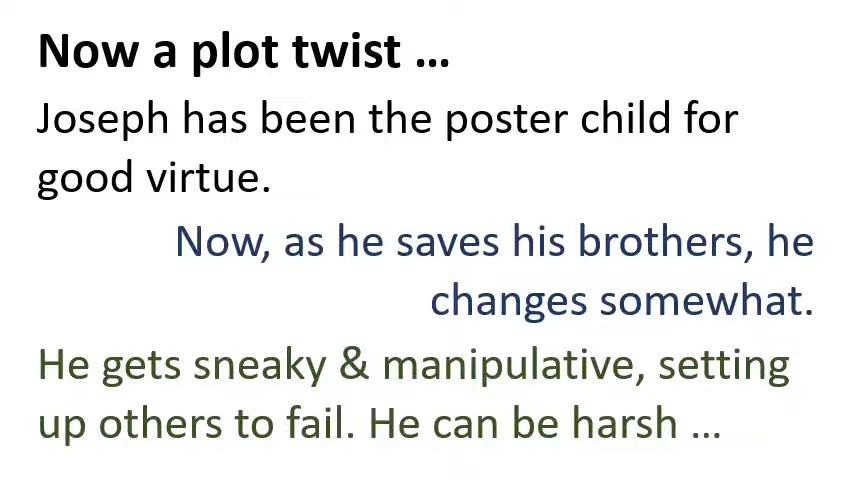 Now a plot twist …
Joseph has been the poster child for
good virtue.
Now, as he saves his brothers, he
changes somewhat.
He gets sneaky & manipulative, setting
up others to fail. He can be harsh …